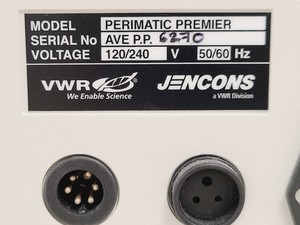 MODEL PERIMATIC PREMIER
SERIAL No AVE P.P. 6270
VOLTAGE 120/240 V 50/60 Hz
VWR JENCONS
We Enable Science a VWR Division